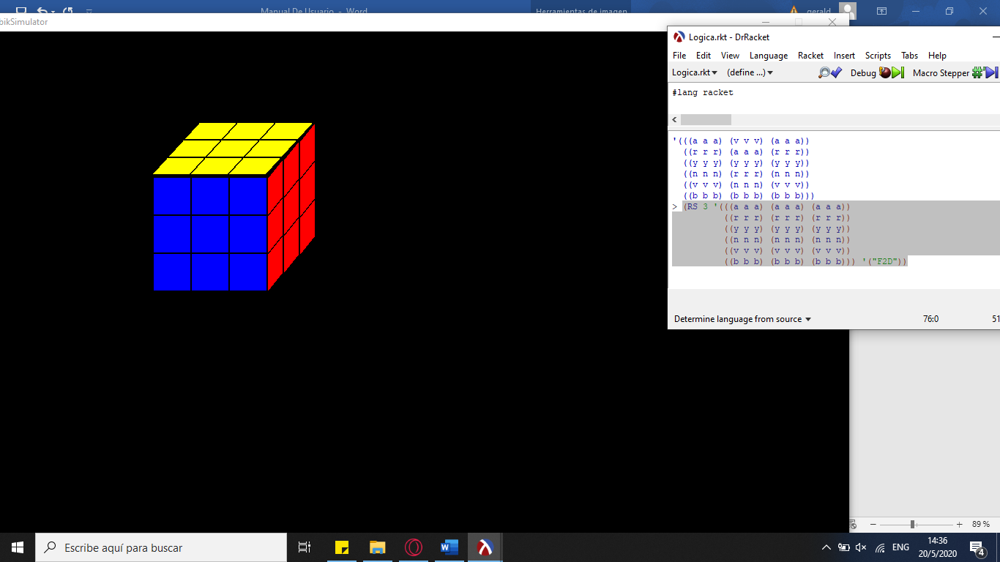 Manual De Usuario - Word
Herramientas de imagen
gerald
bikSimulator
Logica.rkt - DrRacket
File Edit View Language Racket Insert Scripts Tabs Help
Logica.rkt (define ...) Debug Macro Stepper
#lang racket
'(((a a a) (v v v) (a a a))
((r r r) (a a a) (r r r))
((y y y) (y y y) (y y y))
((n n n) (r r r) (n n n))
((v v v) (n n n) (v v v))
((b b b) (b b b) (b b b)))
> (RS 3 '(((a a a) (a a a) (a a a))
((r r r) (r r r) (r r r))
((y y y) (y y y) (y y y))
((n n n) (n n n) (n n n))
((v v v) (v v v) (v v v))
((b b b) (b b b) (b b b))) '("F2D"))
Determine language from source 76:0 51
89 %
Escribe aquí para buscar
ENG
14:36
20/5/2020
4